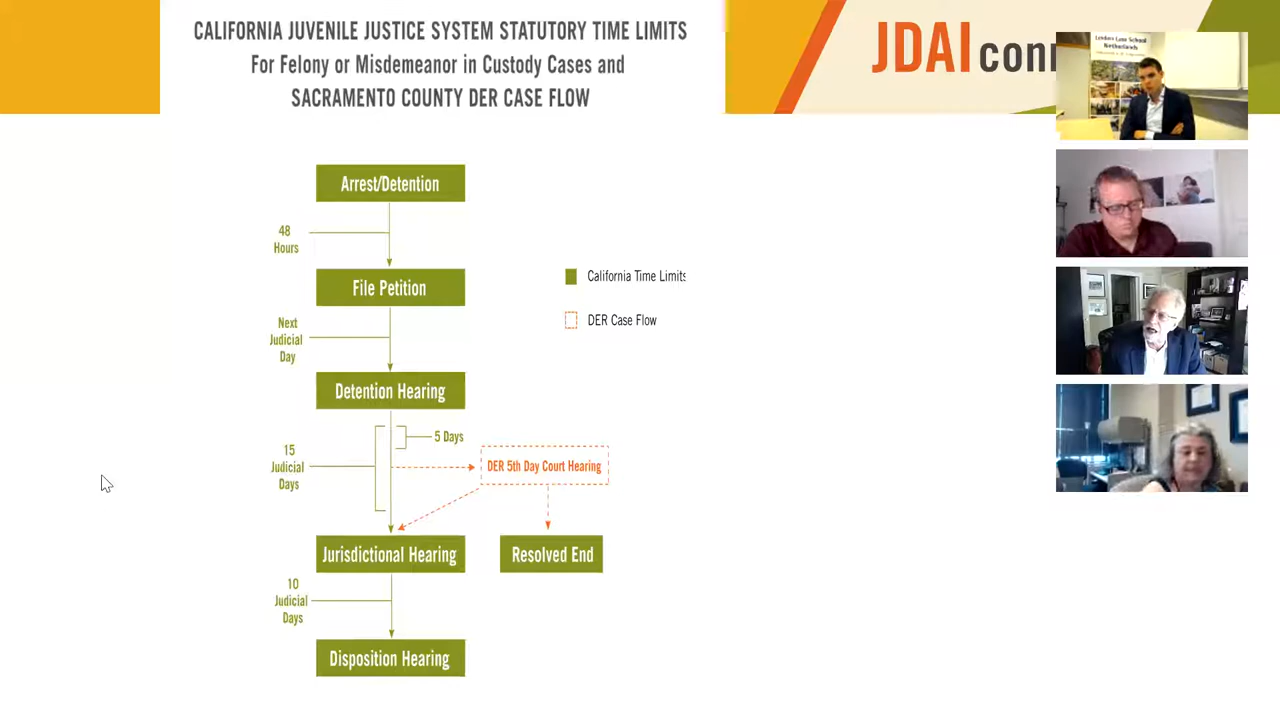 CALIFORNIA JUVENILE JUSTICE SYSTEM STATUTORY TIME LIMITS
For Felony or Misdemeanor in Custody Cases and
SACRAMENTO COUNTY DER CASE FLOW
JDAI conn
Arrest/Detention
48
Hours
File Petition
California Time Limits
DER Case Flow
Next
Judicial
Day
Detention Hearing
5 Days
15
Judicial
Days
DER 5th Day Court Hearing
Jurisdictional Hearing
Resolved End
10
Judicial
Days
Disposition Hearing
School
Netherlands